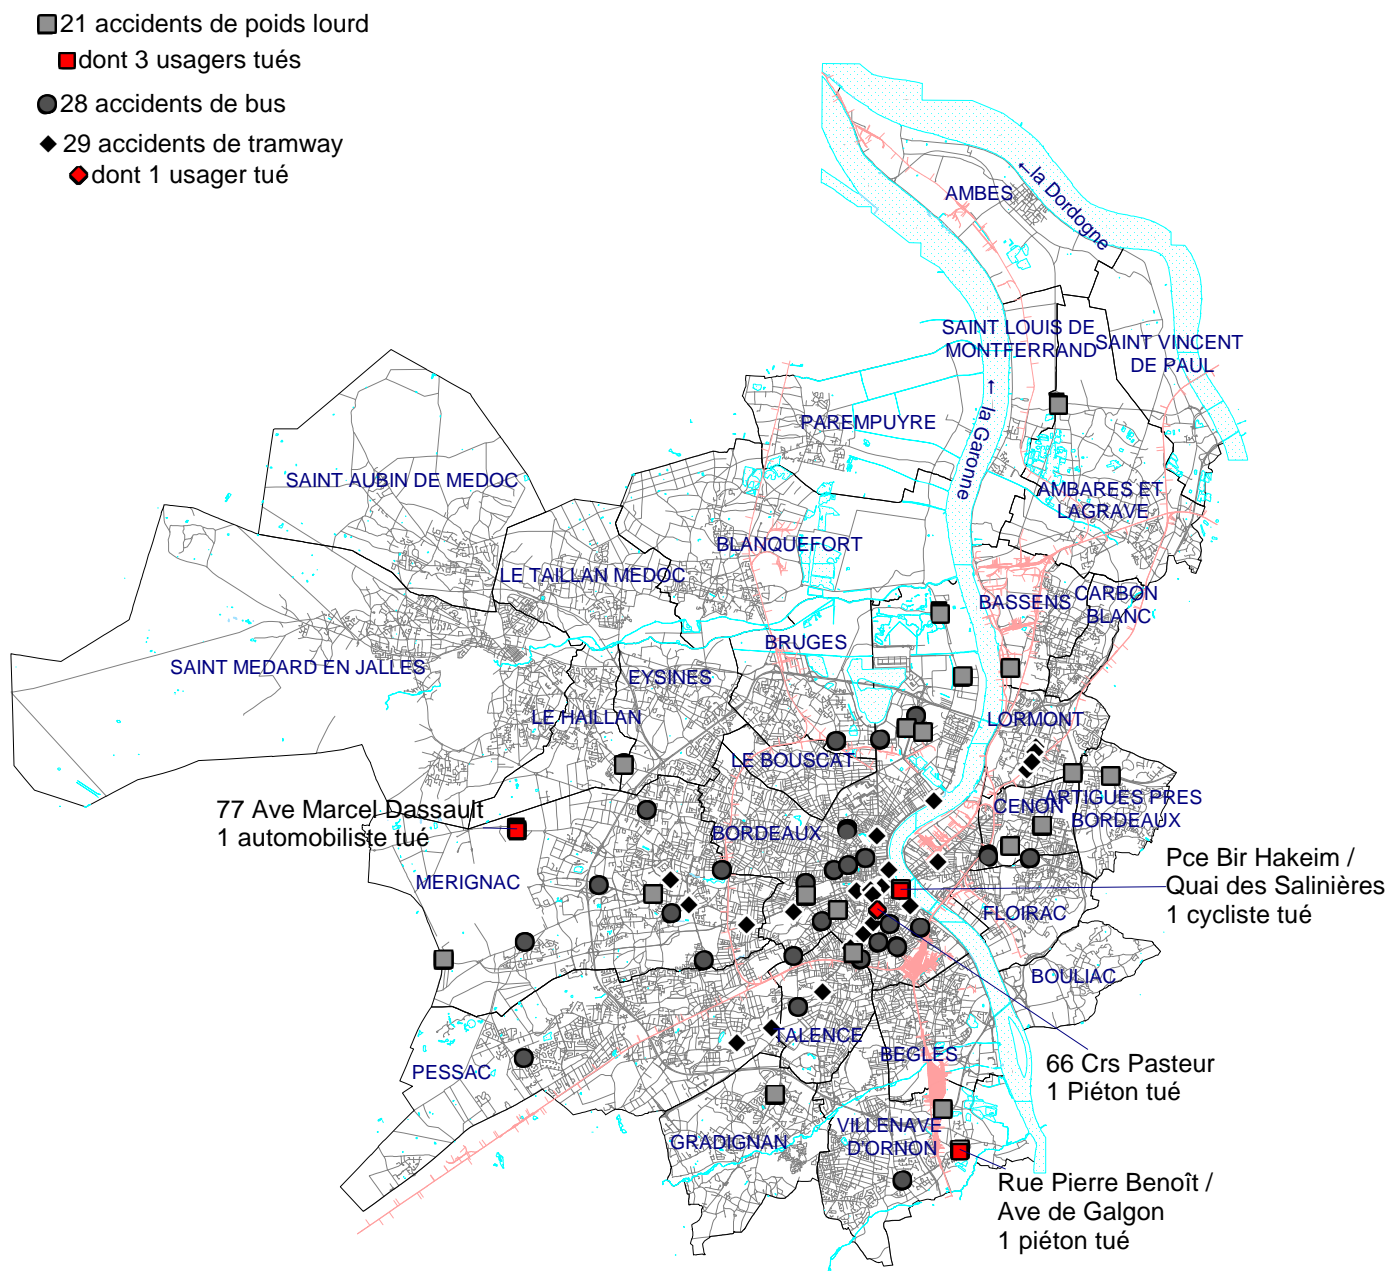 21 accidents de poids lourd
dont 3 usagers tués
28 accidents de bus
29 accidents de tramway
dont 1 usager tué
←la Dordogne
AMBES
SAINT LOUIS DE
MONTFERRAND
SAINT VINCENT
DE PAUL
← la Garonne
PAREMPUYRE
SAINT AUBIN DE MEDOC
AMBARES ET
LAGRAVE
BLANQUEFORT
LE TAILLAN MEDOC
BASSENS
CARBON
BLANC
BRUGES
SAINT MEDARD EN JALLES
EYSINES
LE HAILLAN
LORMONT
LE BOUSCAT
77 Ave Marcel Dassault
1 automobiliste tué
CENON
ARTIGUES PRES
BORDEAUX
BORDEAUX
MERIGNAC
Pce Bir Hakeim /
Quai des Salinières
1 cycliste tué
FLOIRAC
BOULIAC
TALENCE
BEGLES
PESSAC
66 Crs Pasteur
1 Piéton tué
VILLENAVE
D'ORNON
GRADIGNAN
Rue Pierre Benoît /
Ave de Galgon
1 piéton tué